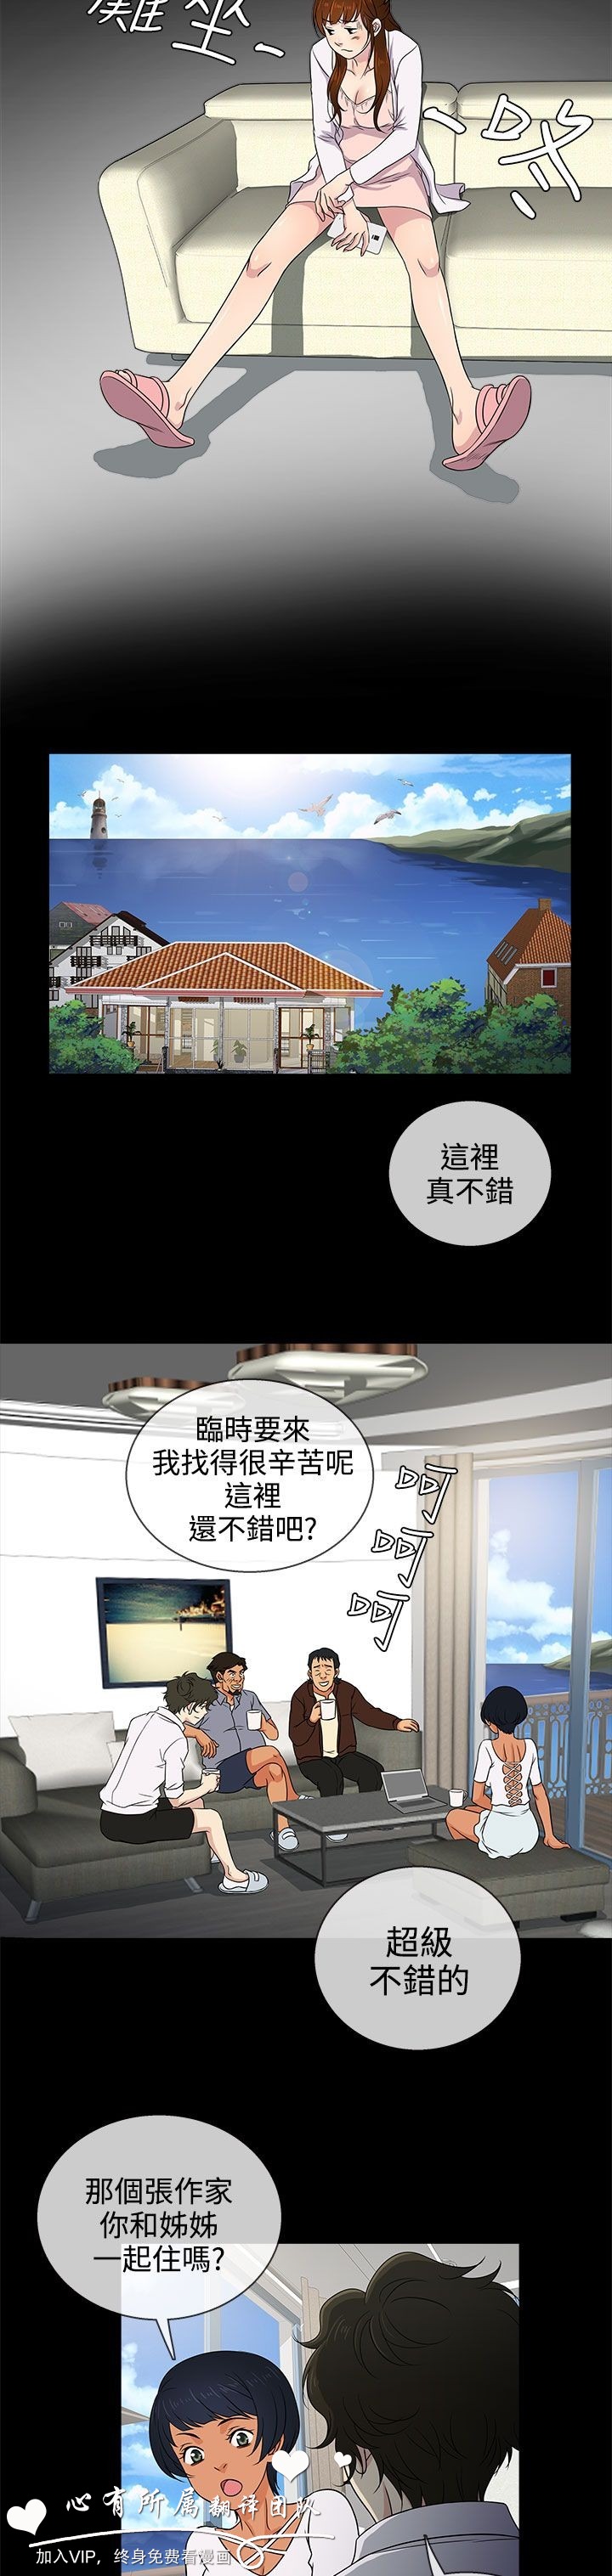 難坐
呼
這裡
真不錯
臨時要來
我找得很辛苦呢
這裡
還不錯吧?
呵
呵
呵
超級
不錯的
那個張作家
你和姊姊
一起住嗎?
心有所属翻译团队
加入VIP，终身免费看漫画